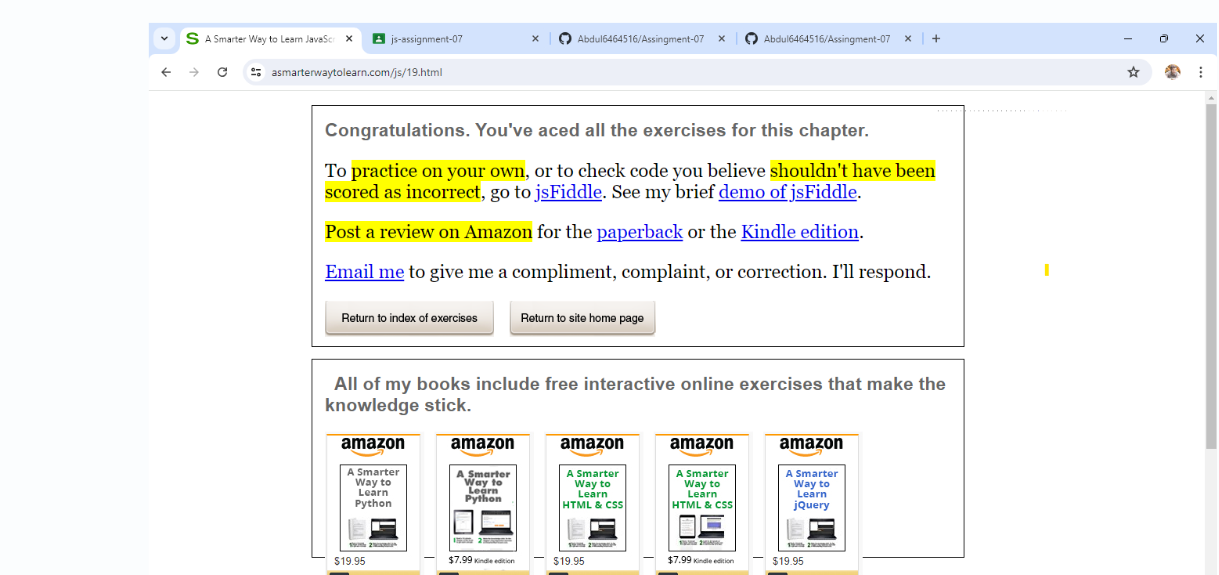 A Smarter Way to Learn JavaScr
js-assignment-07
Abdul6464516/Assingment-07
Abdul6464516/Assingment-07
asmarterwaytolearn.com/js/19.html
Congratulations. You've aced all the exercises for this chapter.
To practice on your own, or to check code you believe shouldn't have been
scored as incorrect, go to jsFiddle. See my brief demo of jsFiddle.
Post a review on Amazon for the paperback or the Kindle edition.
Email me to give me a compliment, complaint, or correction. I'll respond.
Return to index of exercises
Return to site home page
All of my books include free interactive online exercises that make the
knowledge stick.
amazon
A Smarter
Way to
Learn
Python
$19.95
amazon
A Smarter
Way to
Learn
Python
$7.99 Kindle edition
amazon
A Smarter
Way to
Learn
HTML & CSS
$19.95
amazon
A Smarter
Way to
Learn
HTML & CSS
$7.99 Kindle edition
amazon
A Smarter
Way to
Learn
jQuery
$19.95